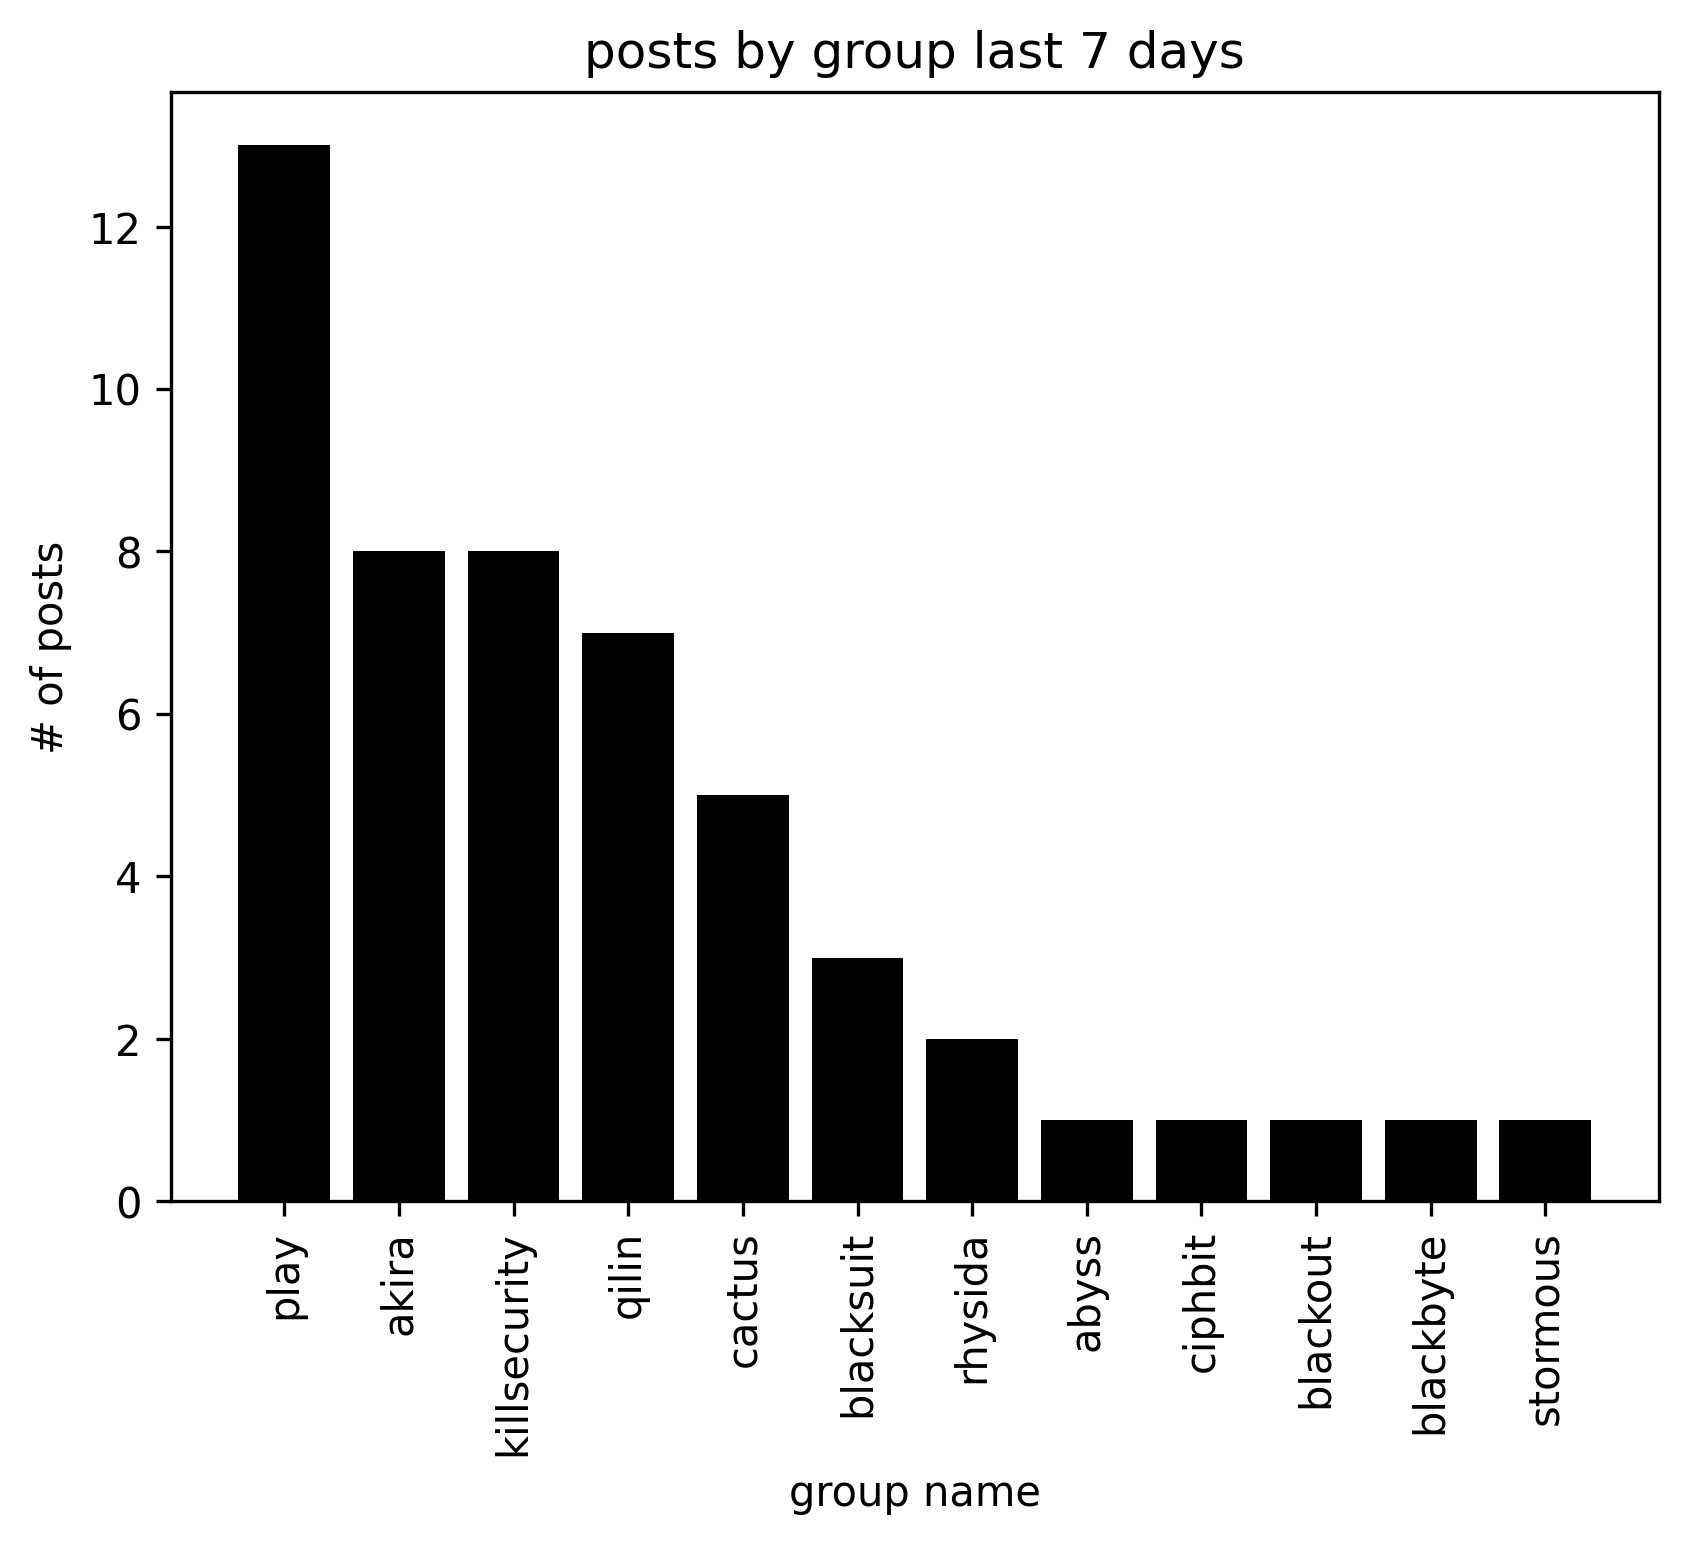 posts by group last 7 days
# of posts
12
10
8
6
4
2
0
play
akira
killsecurity
qilin
cactus
blacksuit
rhysida
abyss
ciphbit
blackout
blackbyte
stormous
group name